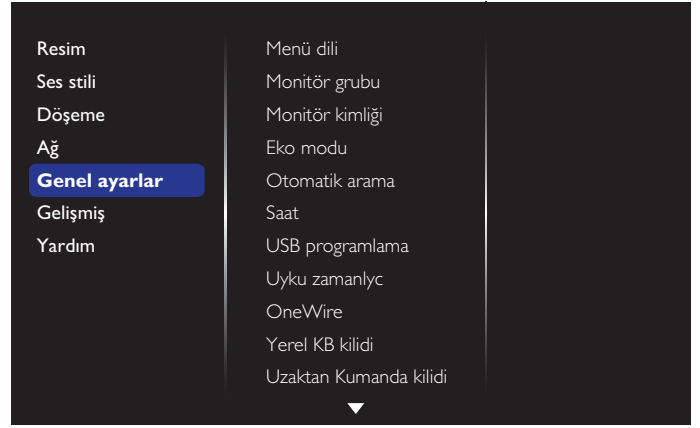 Resim
Ses stili
Döşeme
Ağ
Genel ayarlar
Gelişmiş
Yardım
Menü dili
Monitör grubu
Monitör kimliği
Eko modu
Otomatik arama
Saat
USB programlama
Uyku zamanlyc
OneWire
Yerel KB kilidi
Uzaktan Kumanda kilidi